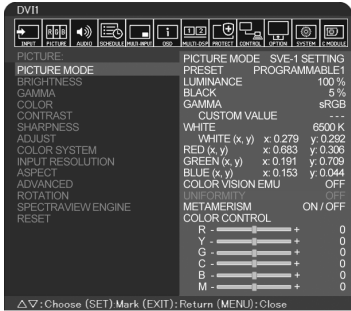 DV11
INPUT PICTURE AUDIO SCHEDULE MULTI-INPUT OSD MULTI-DSP PROTECT CONTROL OPTION SYSTEM C MODULE
PICTURE:
PICTURE MODE
BRIGHTNESS
GAMMA
COLOR
CONTRAST
SHARPNESS
ADJUST
COLOR SYSTEM
INPUT RESOLUTION
ASPECT
ADVANCED
ROTATION
SPECTRAVIEW ENGINE
RESET
PICTURE MODE SVE-1 SETTING
PRESET PROGRAMMABLE1
LUMINANCE 100 %
BLACK 5 %
GAMMA sRGB
CUSTOM VALUE ---
WHITE 6500 K
WHITE (x, y) x: 0.279 y: 0.292
RED (x, y) x: 0.683 y: 0.306
GREEN (x, y) x: 0.191 y: 0.709
BLUE (x, y) x: 0.153 y: 0.044
COLOR VISION EMU OFF
UNIFORMITY OFF
METAMERISM ON / OFF
COLOR CONTROL
R - + 0
Y - + 0
G - + 0
C - + 0
B - + 0
M - + 0
△▽:Choose (SET):Mark (EXIT):Return (MENU):Close